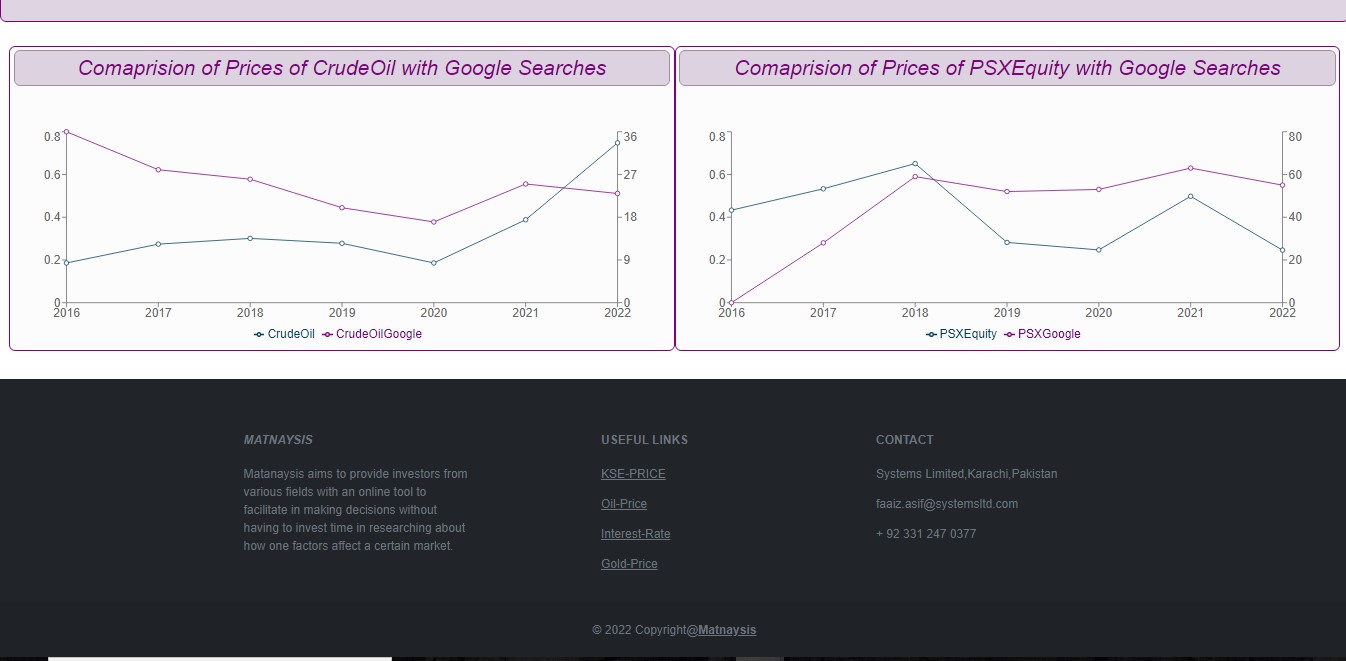 Comaprision of Prices of CrudeOil with Google Searches
0.8
0.6
0.4
0.2
0
36
27
18
9
0
2016 2017 2018 2019 2020 2021 2022
CrudeOil CrudeOilGoogle
Comaprision of Prices of PSXEquity with Google Searches
0.8
0.6
0.4
0.2
0
80
60
40
20
0
2016 2017 2018 2019 2020 2021 2022
PSXEquity PSXGoogle
MATNAYSIS
Matanaysis aims to provide investors from
various fields with an online tool to
facilitate in making decisions without
having to invest time in researching about
how one factors affect a certain market.
USEFUL LINKS
KSE-PRICE
Oil-Price
Interest-Rate
Gold-Price
CONTACT
Systems Limited,Karachi,Pakistan
faaiz.asif@systemsltd.com
+ 92 331 247 0377
© 2022 Copyright@Matnaysis